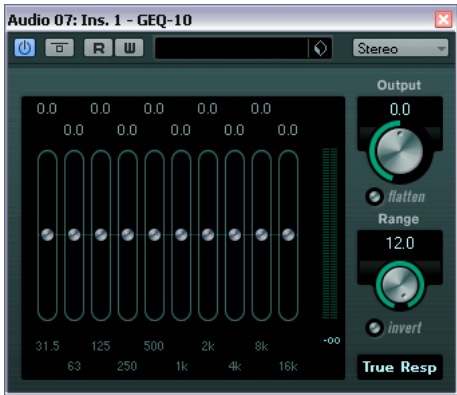 Audio 07: Ins. 1 - GEQ-10
R W Stereo
Output
0.0
0.0 0.0 0.0 0.0 0.0
0.0 0.0 0.0 0.0 0.0
flatten
Range
12.0
-oo
31.5 125 500 2k 8k
63 250 1k 4k 16k
invert
True Resp